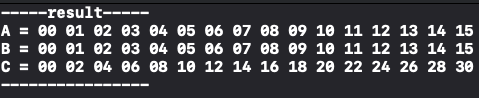 -----result-----
A = 00 01 02 03 04 05 06 07 08 09 10 11 12 13 14 15
B = 00 01 02 03 04 05 06 07 08 09 10 11 12 13 14 15
C = 00 02 04 06 08 10 12 14 16 18 20 22 24 26 28 30
----------------